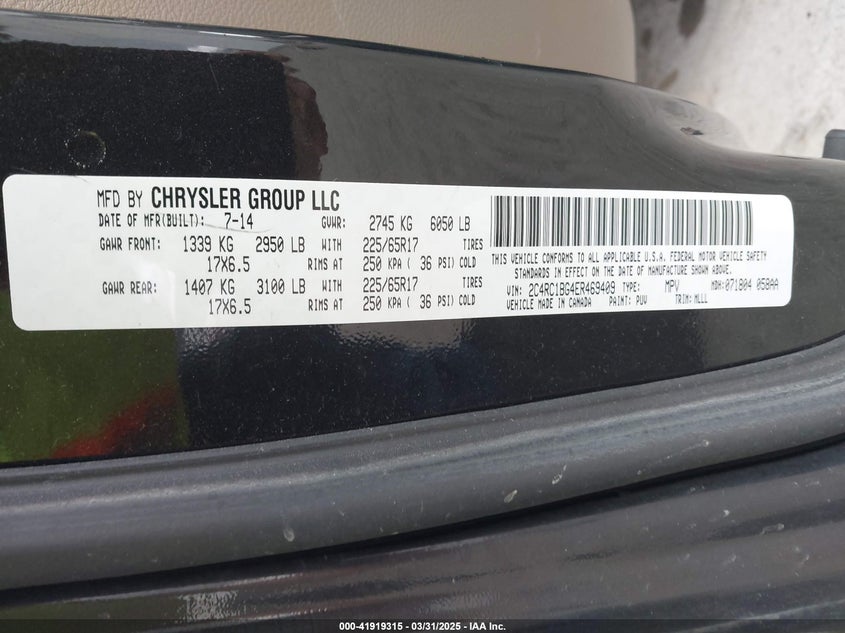 MFD BY CHRYSLER GROUP LLC
DATE OF MFR(BUILT): 7-14 GVWR: 2745 KG 6050 LB
GAWR FRONT: 1339 KG 2950 LB WITH 225/65R17 TIRES
17X6.5 RIMS AT 250 KPA ( 36 PSI) COLD
GAWR REAR: 1407 KG 3100 LB WITH 225/65R17 TIRES
17X6.5 RIMS AT 250 KPA ( 36 PSI) COLD
THIS VEHICLE CONFORMS TO ALL APPLICABLE U.S.A. FEDERAL MOTOR VEHICLE SAFETY
STANDARDS IN EFFECT ON THE DATE OF MANUFACTURE SHOWN ABOVE.
VIN: 2C4RC1BG4ER469409 TYPE: MPV MDH: 071804 058AA
VEHICLE MADE IN CANADA PAINT: PUV TRIM: MLLL
000-41919315 - 03/31/2025 - IAA Inc.